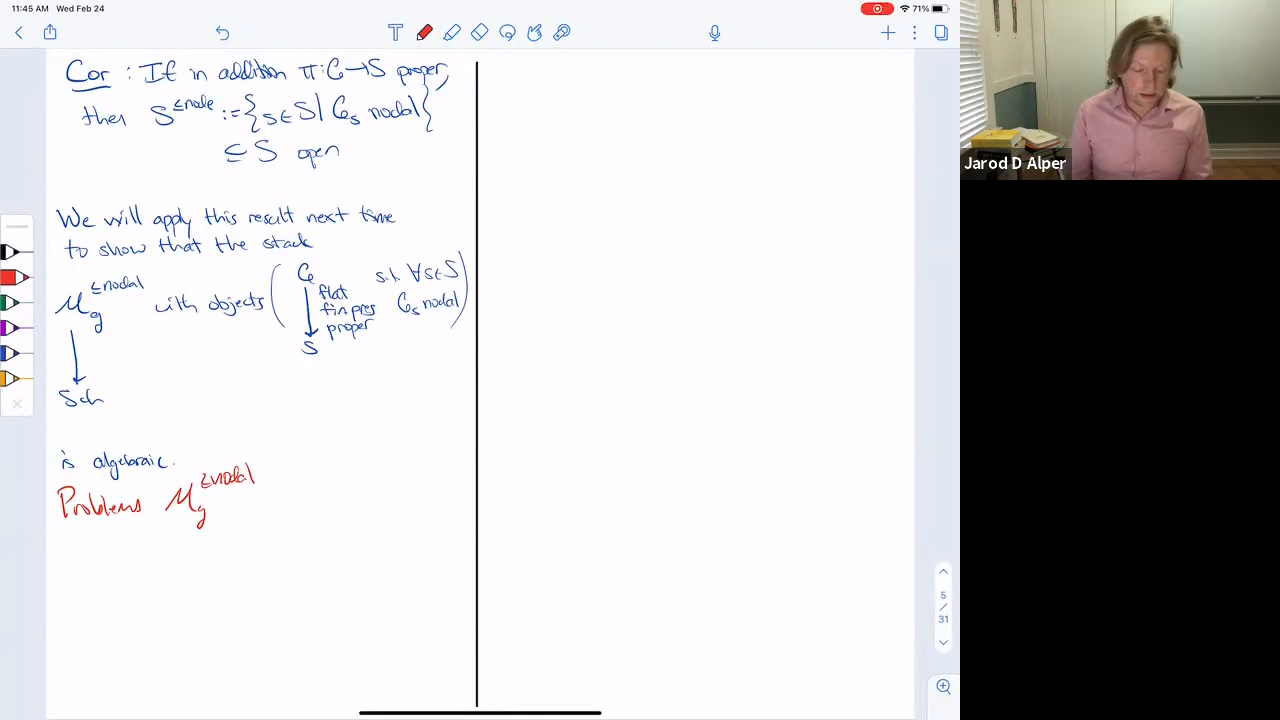 11:45 AM Wed Feb 24
71%
Cor : If in addition π: C → S proper,
then S^{≤node} := {s ∈ S | C_s nodal}
⊆ S open
We will apply this result next time
to show that the stack
M_g^{≤nodal} with objects ( C → S flat fin pres proper s.t. ∀ s ∈ S C_s nodal )
↓
Sch
is algebraic.
Problems M_g^{≤nodal}
5
/
31
Jarod D Alper